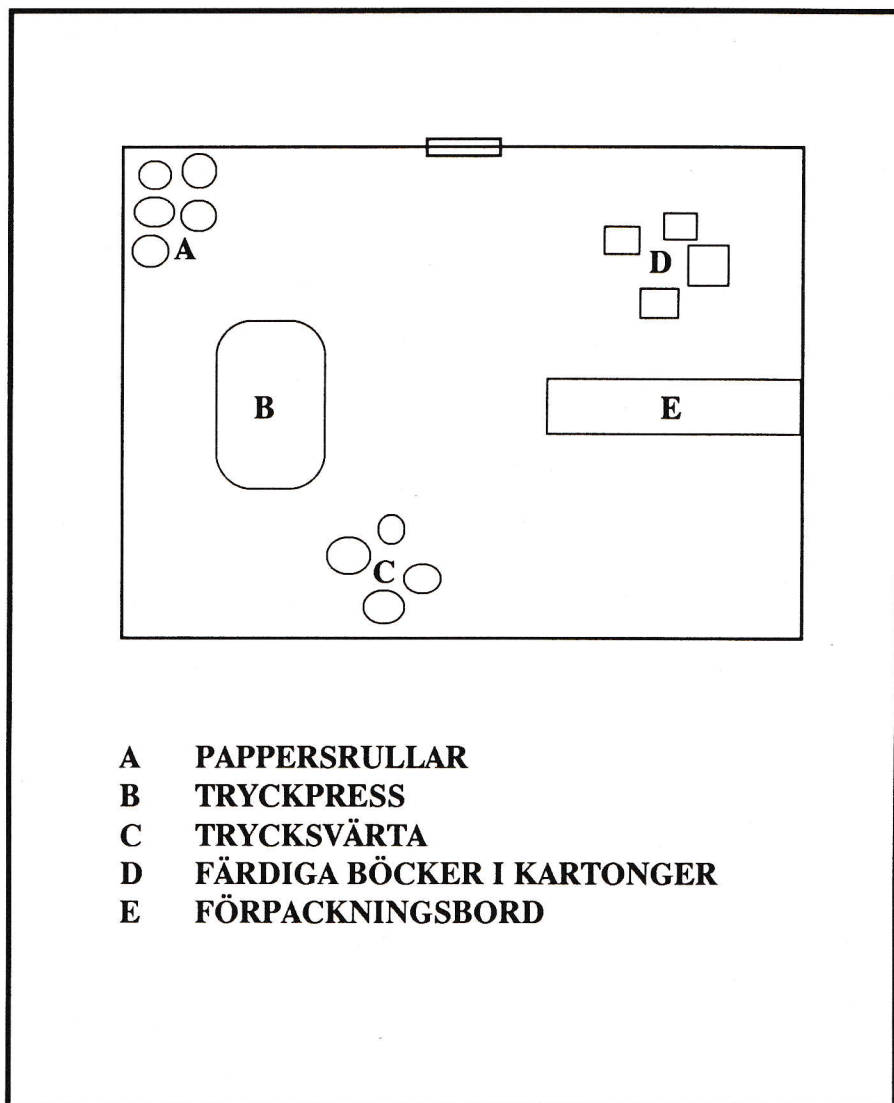 A
D
B
E
C
A PAPPERSRULLAR
B TRYCKPRESS
C TRYCKSVÄRTA
D FÄRDIGA BÖCKER I KARTONGER
E FÖRPACKNINGSBORD